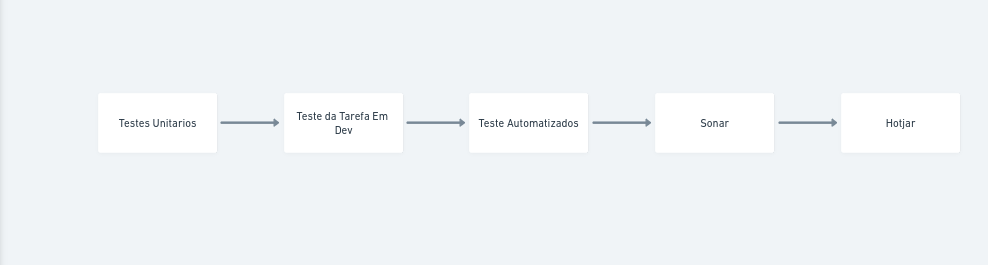 Testes Unitarios
Teste da Tarefa Em
Dev
Teste Automatizados
Sonar
Hotjar